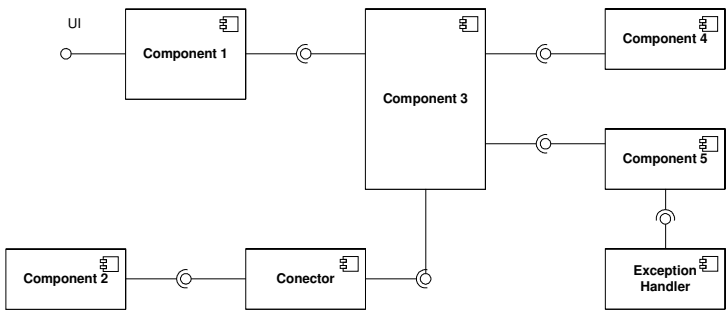 UI
Component 1
Component 3
Component 4
Component 5
Component 2
Conector
Exception
Handler